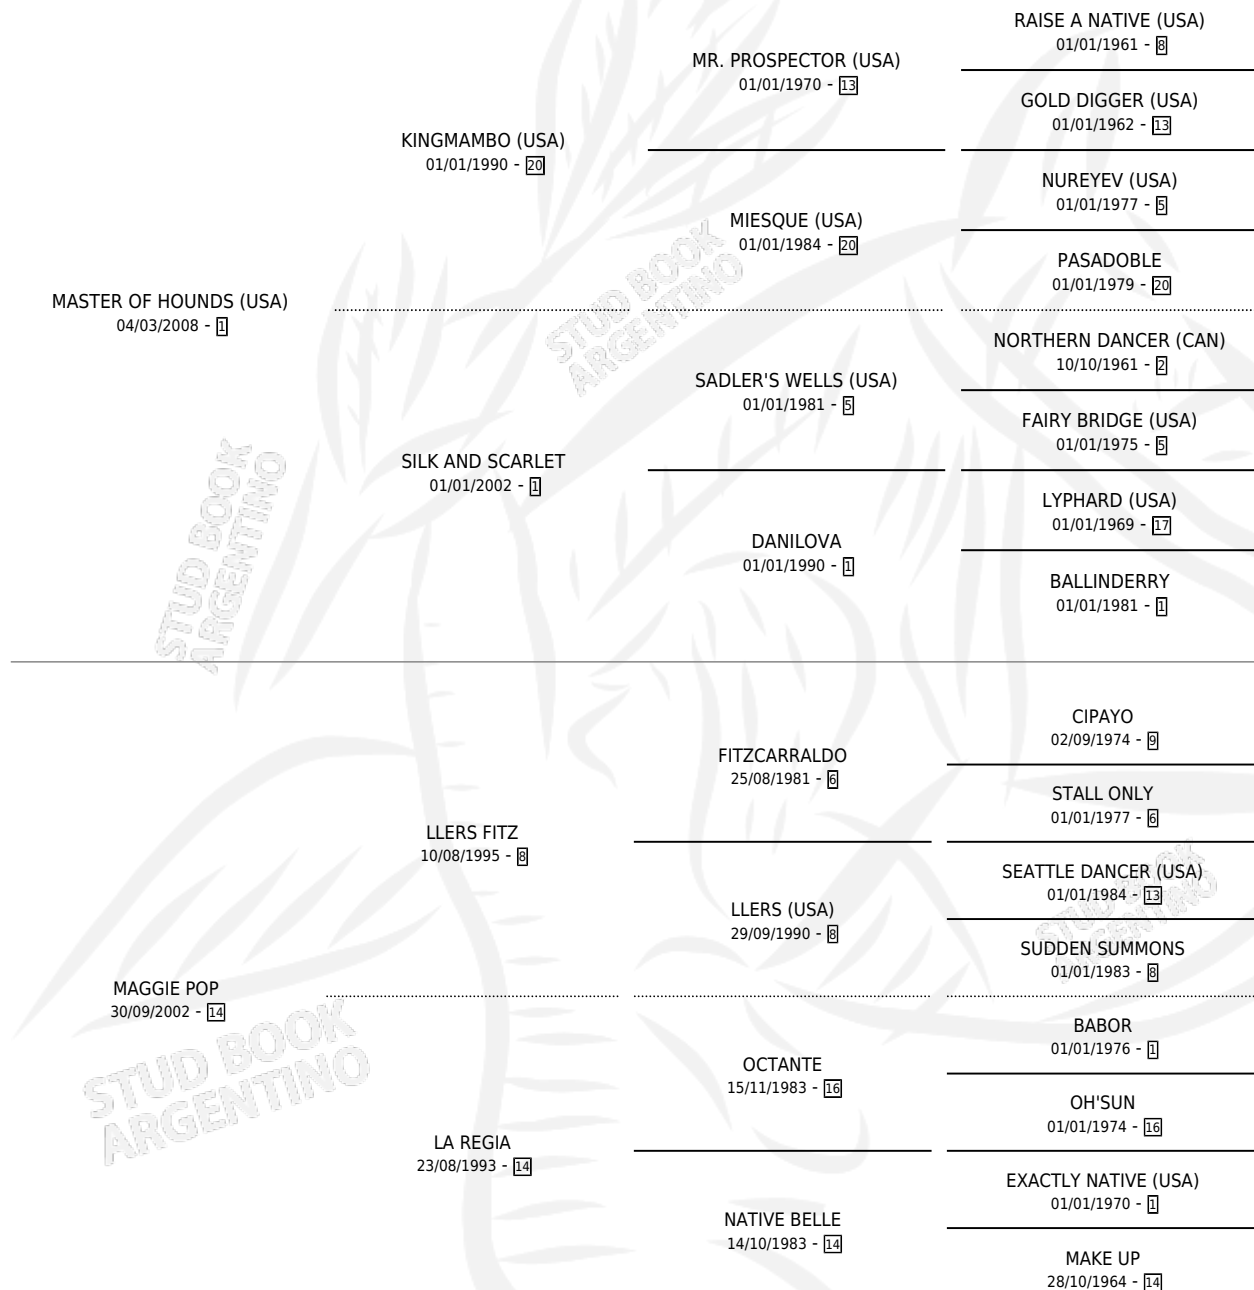 RAISE A NATIVE (USA)
01/01/1961 - 8
MR. PROSPECTOR (USA)
01/01/1970 - 13
GOLD DIGGER (USA)
01/01/1962 - 13
KINGMAMBO (USA)
01/01/1990 - 20
NUREYEV (USA)
01/01/1977 - 5
MIESQUE (USA)
01/01/1984 - 20
PASADOBLE
01/01/1979 - 20
MASTER OF HOUNDS (USA)
04/03/2008 - 1
NORTHERN DANCER (CAN)
10/10/1961 - 2
SADLER'S WELLS (USA)
01/01/1981 - 5
FAIRY BRIDGE (USA)
01/01/1975 - 5
SILK AND SCARLET
01/01/2002 - 1
LYPHARD (USA)
01/01/1969 - 17
DANILOVA
01/01/1990 - 1
BALLINDERRY
01/01/1981 - 1
CIPAYO
02/09/1974 - 9
FITZCARRALDO
25/08/1981 - 6
STALL ONLY
01/01/1977 - 6
LLERS FITZ
10/08/1995 - 8
SEATTLE DANCER (USA)
01/01/1984 - 13
LLERS (USA)
29/09/1990 - 8
SUDDEN SUMMONS
01/01/1983 - 8
MAGGIE POP
30/09/2002 - 14
BABOR
01/01/1976 - 1
OCTANTE
15/11/1983 - 16
OH'SUN
01/01/1974 - 16
LA REGIA
23/08/1993 - 14
EXACTLY NATIVE (USA)
01/01/1970 - 1
NATIVE BELLE
14/10/1983 - 14
MAKE UP
28/10/1964 - 14
STUD BOOK
ARGENTINO
STUD BOOK
ARGENTINO
STUD BOOK
ARGENTINO
STUD BOOK
ARGENTINO